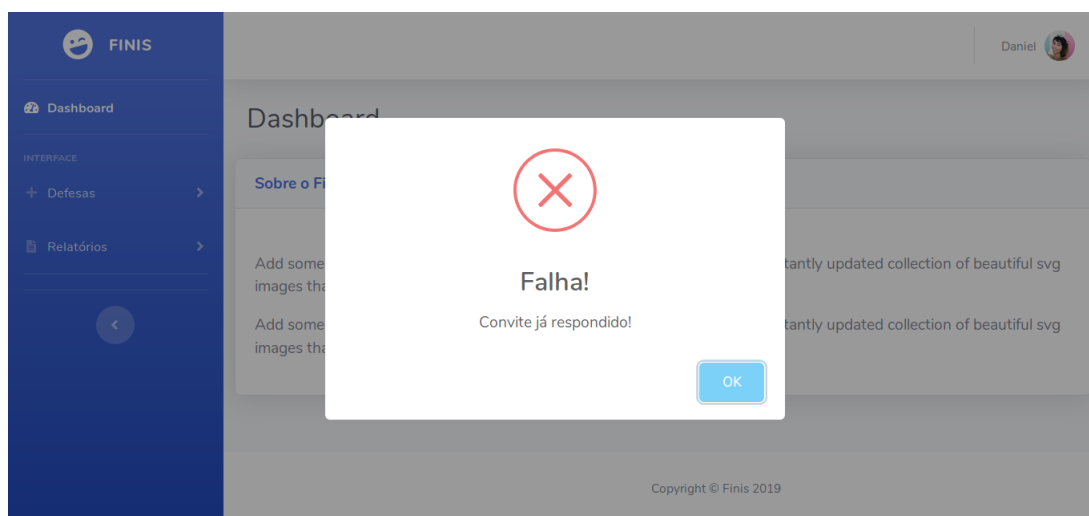 FINIS
Daniel
Dashboard
Dashboard
INTERFACE
Defesas
Relatórios
Sobre o Fi
Add some
tantly updated collection of beautiful svg
images tha
Add some
tantly updated collection of beautiful svg
images tha
Falha!
Convite já respondido!
OK
Copyright © Finis 2019